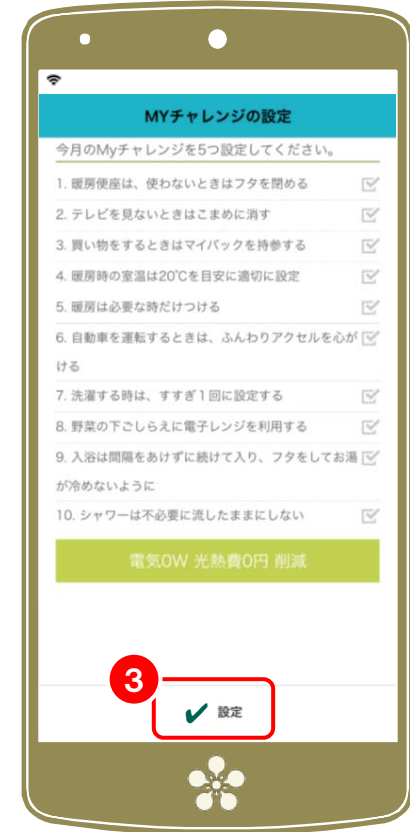 MYチャレンジの設定
今月のMyチャレンジを5つ設定してください。
1. 暖房便座は、使わないときはフタを閉める
2. テレビを見ないときはこまめに消す
3. 買い物をするときはマイバックを持参する
4. 暖房時の室温は20℃を目安に適切に設定
5. 暖房は必要な時だけつける
6. 自動車を運転するときは、ふんわりアクセルを心が
ける
7. 洗濯する時は、すすぎ1回に設定する
8. 野菜の下ごしらえに電子レンジを利用する
9. 入浴は間隔をあけずに続けて入り、フタをしてお湯
が冷めないように
10. シャワーは不必要に流したままにしない
電気0W 光熱費0円 削減
3
設定